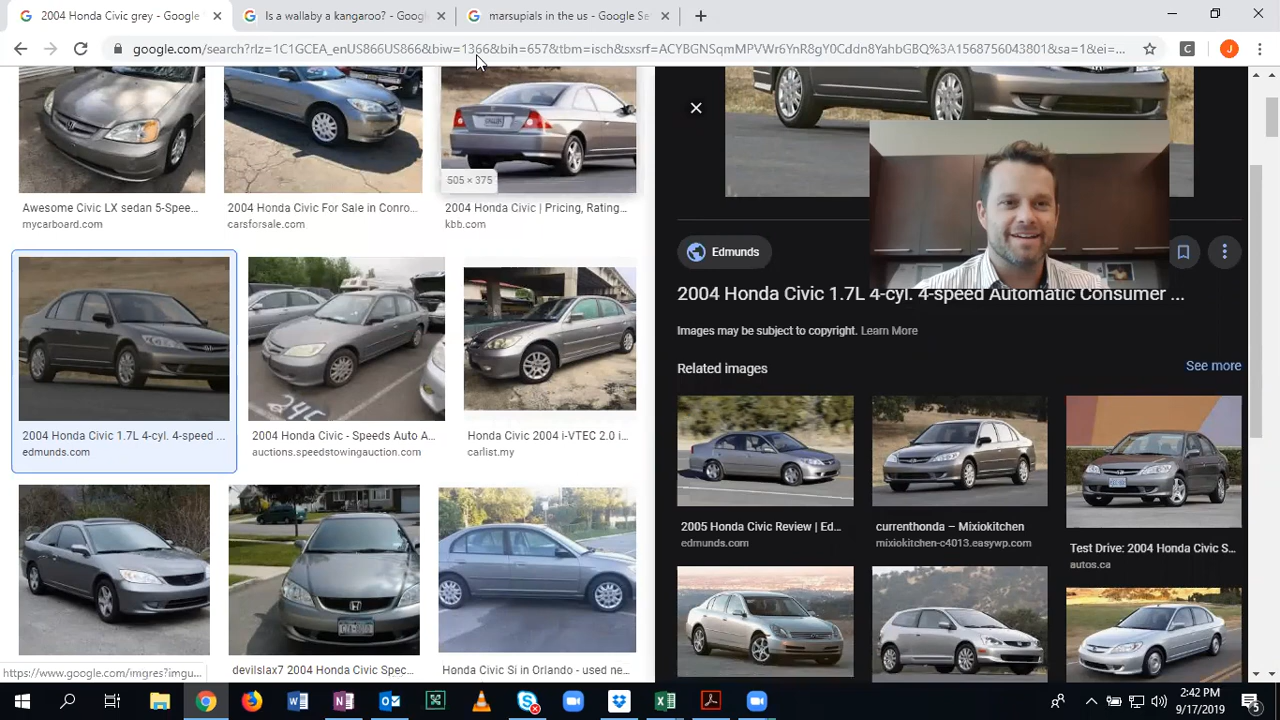 2004 Honda Civic grey - Google
Is a wallaby a kangaroo? - Goog
marsupials in the us - Google Se
google.com/search?rlz=1C1GCEA_enUS866US866&biw=1366&bih=657&tbm=isch&sxsrf=ACYBGNSqmMPVWr6YnR8gY0Cddn8YahbGBQ%3A1568756043801&sa=1&ei=...
C
J
505 × 375
Awesome Civic LX sedan 5-Spee...
mycarboard.com
2004 Honda Civic For Sale in Conro...
carsforsale.com
2004 Honda Civic | Pricing, Rating...
kbb.com
2004 Honda Civic 1.7L 4-cyl. 4-speed ...
edmunds.com
2004 Honda Civic - Speeds Auto A...
auctions.speedstowingauction.com
Honda Civic 2004 i-VTEC 2.0 i...
carlist.my
devilslax7 2004 Honda Civic Spec...
Honda Civic Si in Orlando - used ne...
https://www.google.com/imgres?imgu...
Edmunds
2004 Honda Civic 1.7L 4-cyl. 4-speed Automatic Consumer ...
Images may be subject to copyright. Learn More
Related images
See more
2005 Honda Civic Review | Ed...
edmunds.com
currenthonda – Mixiokitchen
mixiokitchen-c4013.easywp.com
Test Drive: 2004 Honda Civic S...
autos.ca
2:42 PM
9/17/2019
5